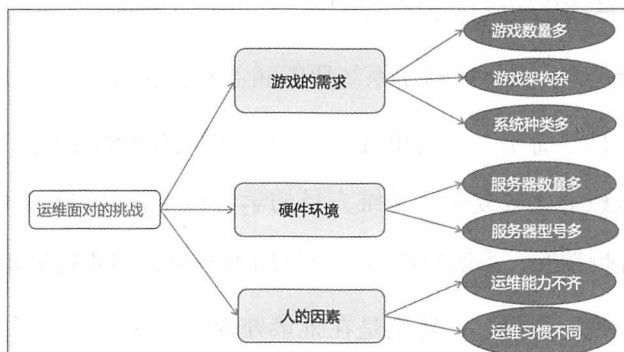 运维面对的挑战
游戏的需求
游戏数量多
游戏架构杂
系统种类多
硬件环境
服务器数量多
服务器型号多
人的因素
运维能力不齐
运维习惯不同